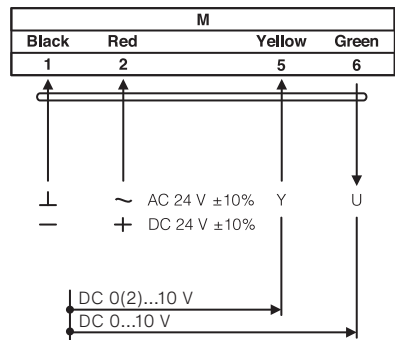 M
Black Red Yellow Green
1 2 5 6
⊥ ~ AC 24 V ±10% Y U
− + DC 24 V ±10%
DC 0(2)...10 V
DC 0...10 V